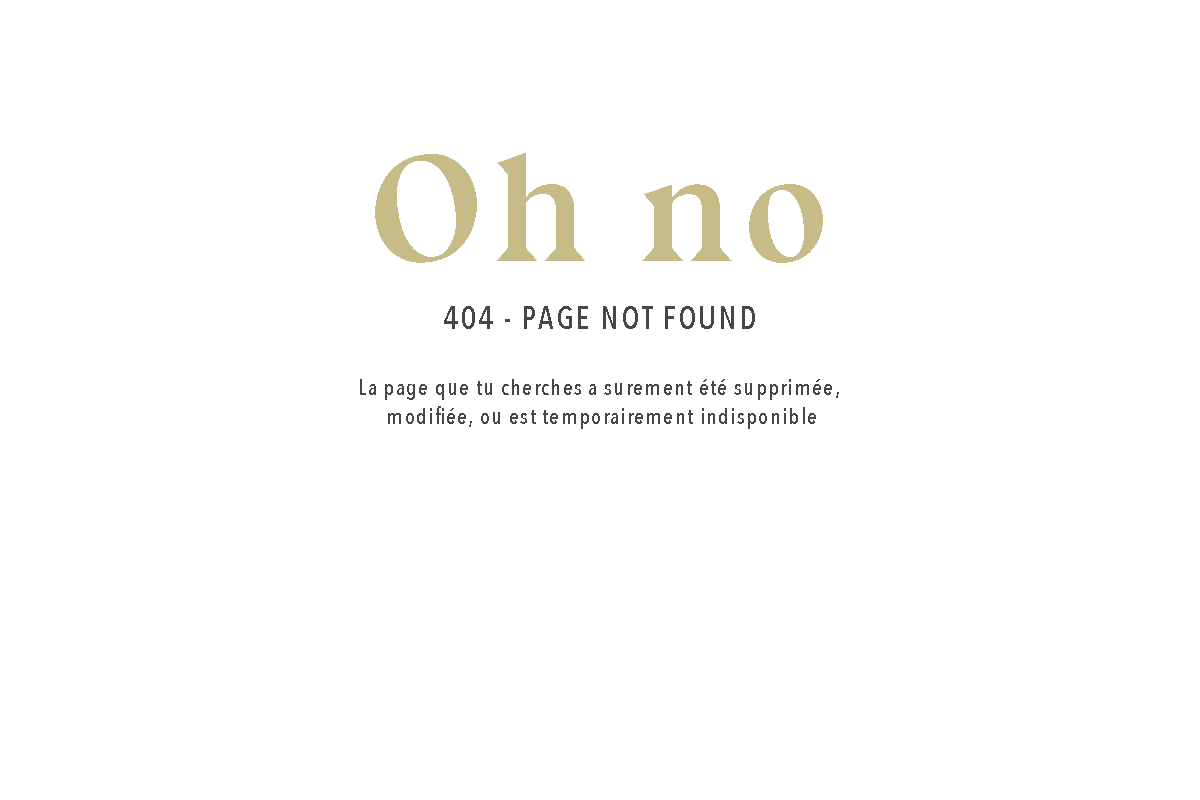 Oh no
404 - PAGE NOT FOUND
La page que tu cherches a surement été supprimée,
modifiée, ou est temporairement indisponible